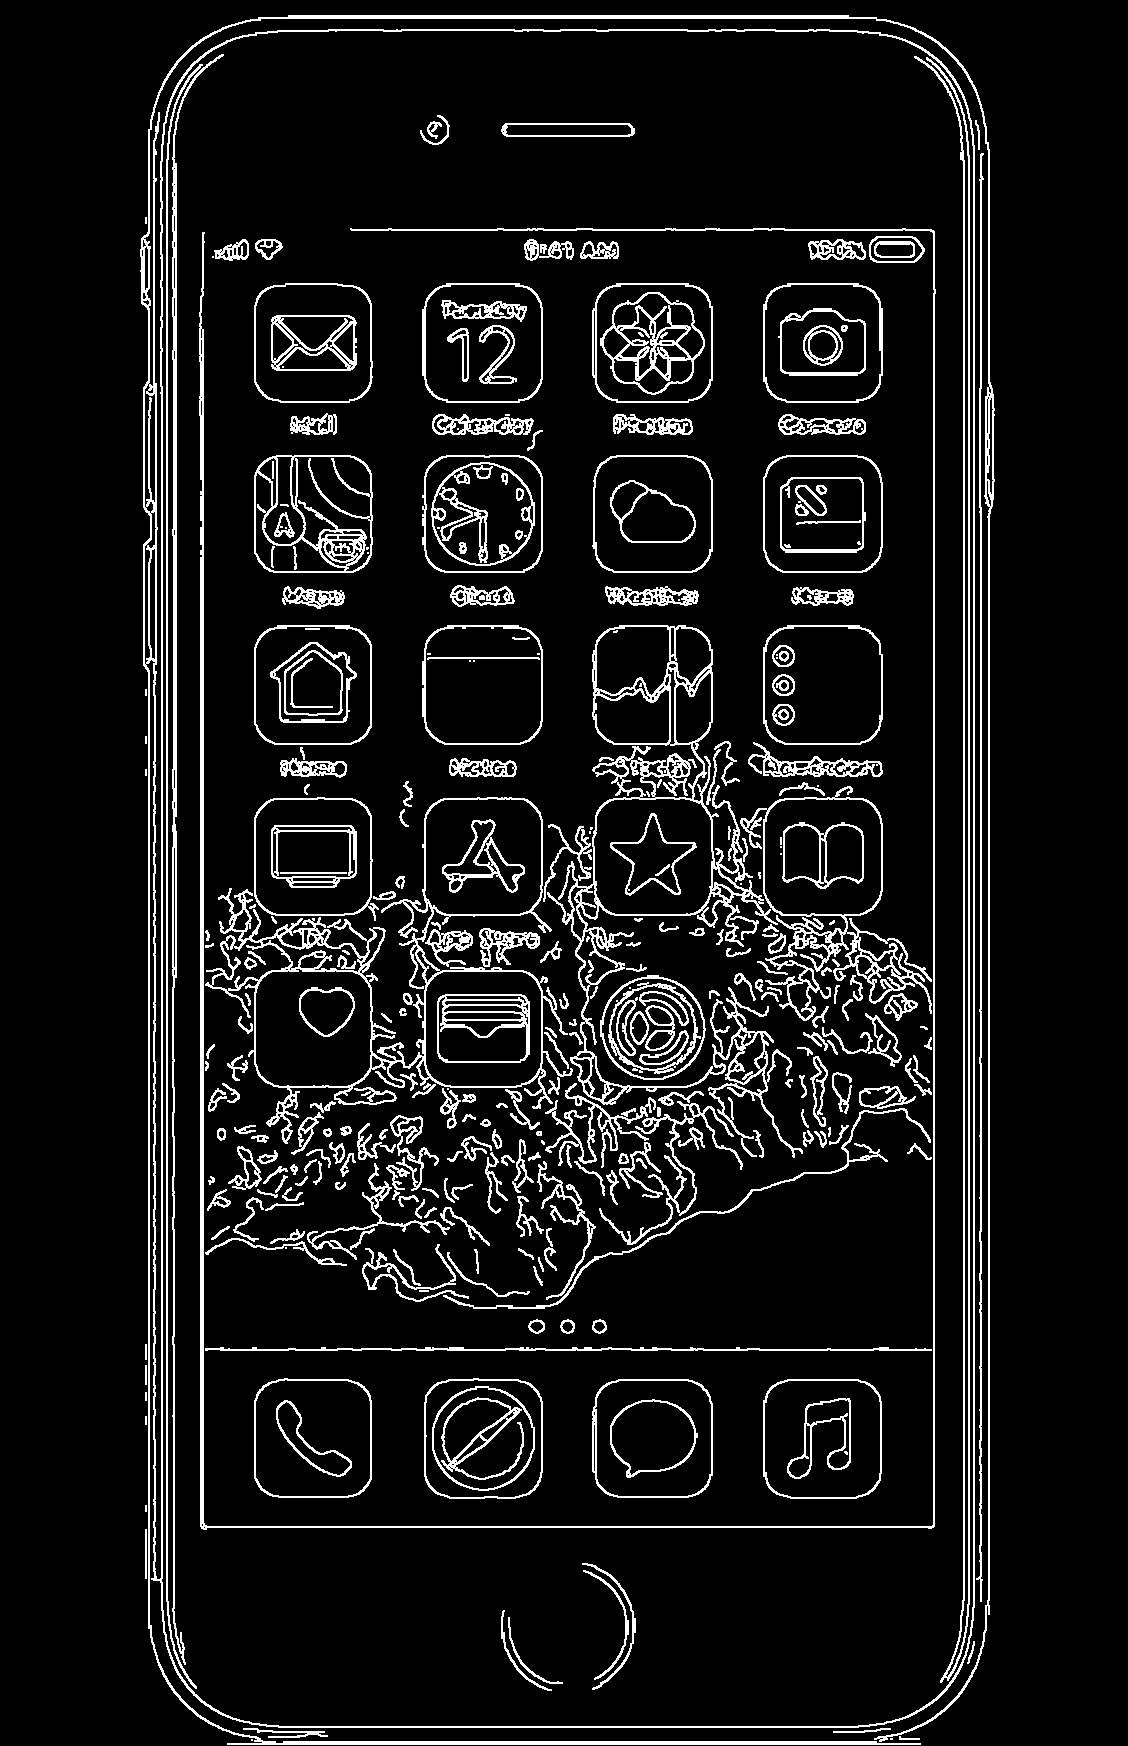 9:41 AM 100%
Tuesday
12
Mail Calendar Photos Camera
A
Maps Clock Weather News
Home Notes Stocks Reminders
TV App Store Books